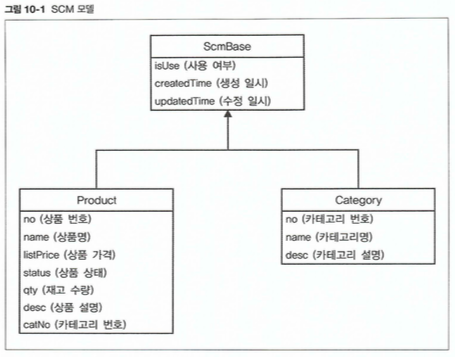 그림 10-1 SCM 모델
ScmBase
isUse (사용 여부)
createdTime (생성 일시)
updatedTime (수정 일시)
Product
no (상품 번호)
name (상품명)
listPrice (상품 가격)
status (상품 상태)
qty (재고 수량)
desc (상품 설명)
catNo (카테고리 번호)
Category
no (카테고리 번호)
name (카테고리명)
desc (카테고리 설명)